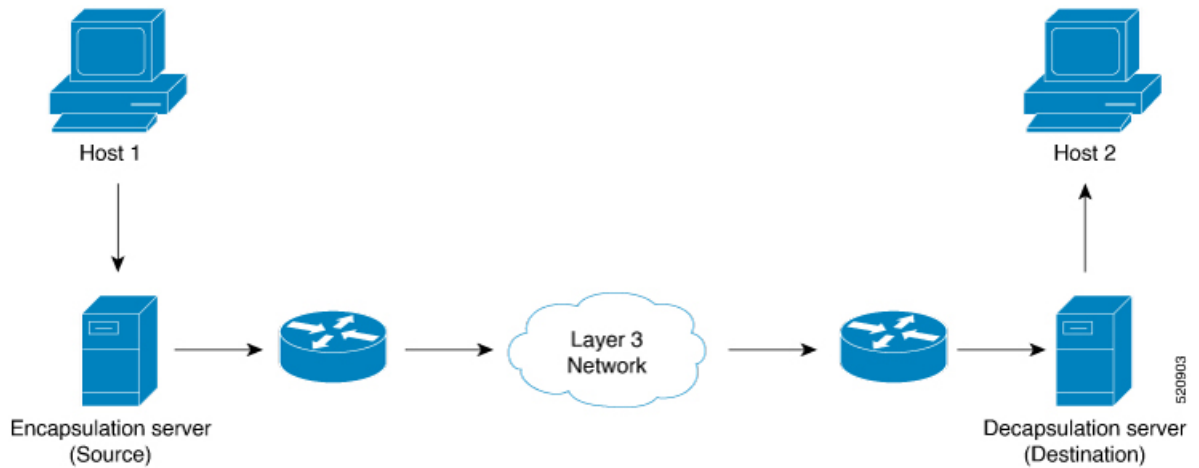 Host 1
Host 2
Layer 3
Network
Encapsulation server
(Source)
Decapsulation server
(Destination)
520903